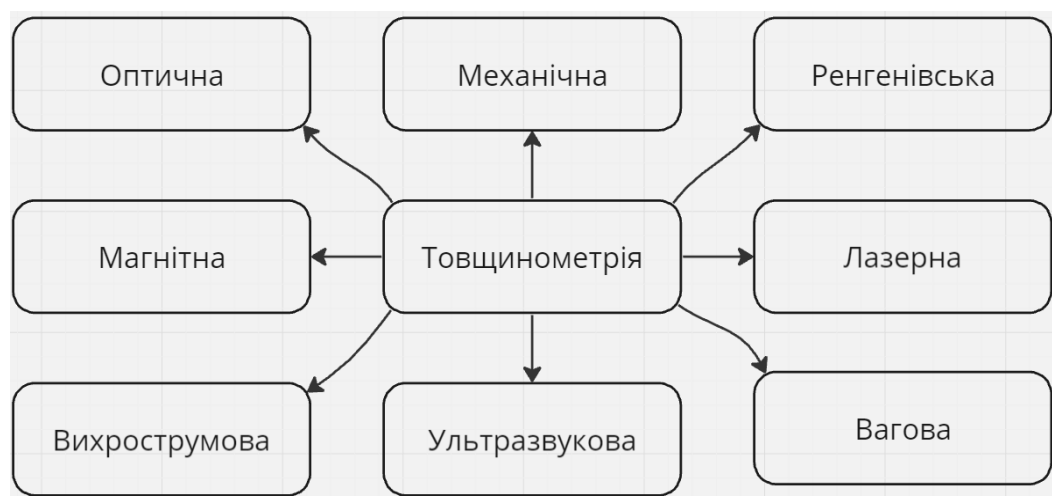 Оптична
Механічна
Ренгенівська
Магнітна
Товщинометрія
Лазерна
Вихрострумова
Ультразвукова
Вагова